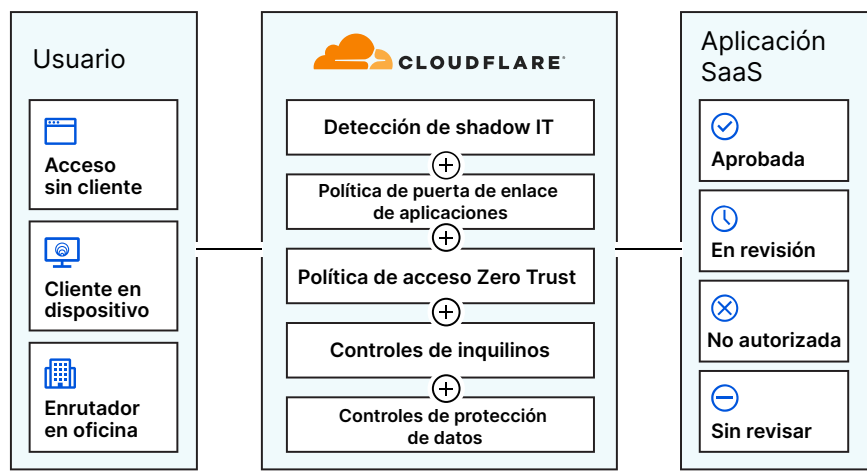 Usuario
Acceso
sin cliente
Cliente en
dispositivo
Enrutador
en oficina
CLOUDFLARE
Detección de shadow IT
Política de puerta de enlace
de aplicaciones
Política de acceso Zero Trust
Controles de inquilinos
Controles de protección
de datos
Aplicación
SaaS
Aprobada
En revisión
No autorizada
Sin revisar